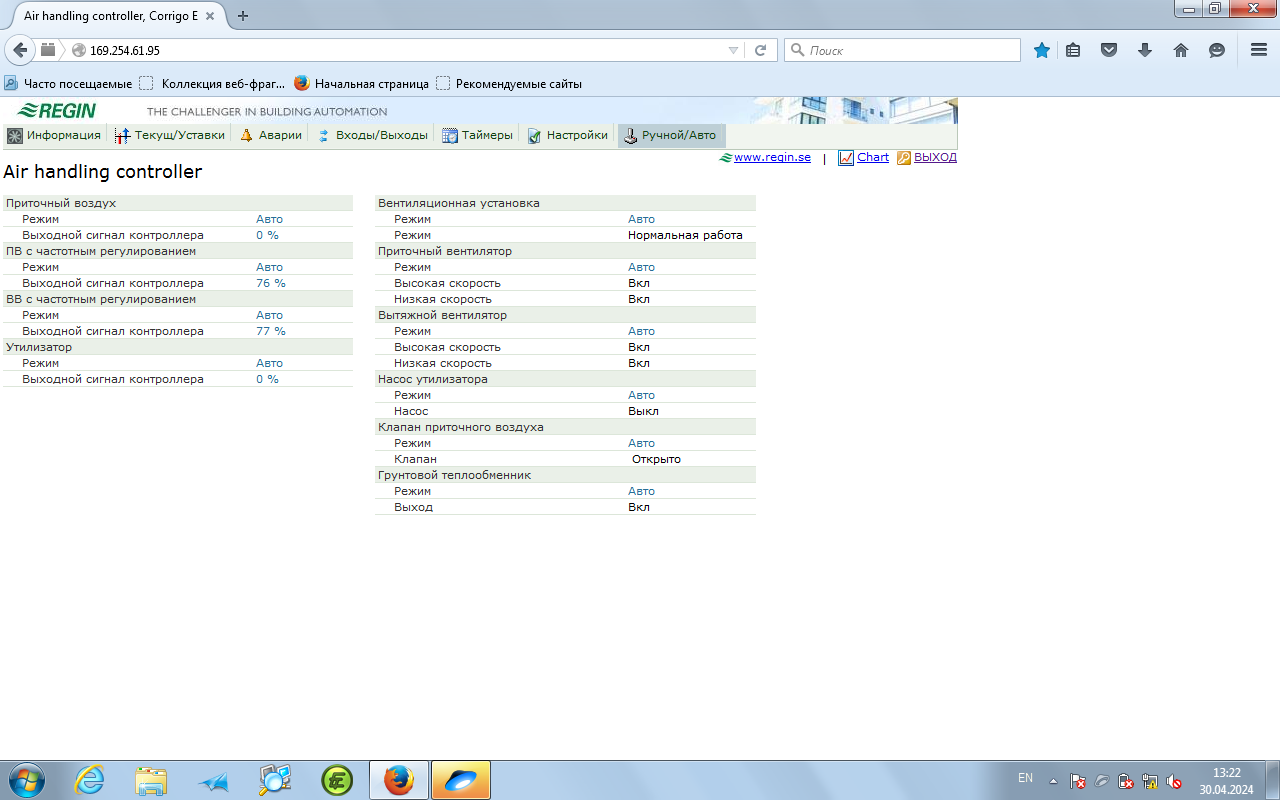 Air handling controller, Corrigo E
169.254.61.95
Поиск
Часто посещаемые Коллекция веб-фраг... Начальная страница Рекомендуемые сайты
REGIN THE CHALLENGER IN BUILDING AUTOMATION
Информация Текущ/Уставки Аварии Входы/Выходы Таймеры Настройки Ручной/Авто
www.regin.se | Chart ВЫХОД
Air handling controller
Приточный воздух
Режим Авто
Выходной сигнал контроллера 0 %
ПВ с частотным регулированием
Режим Авто
Выходной сигнал контроллера 76 %
ВВ с частотным регулированием
Режим Авто
Выходной сигнал контроллера 77 %
Утилизатор
Режим Авто
Выходной сигнал контроллера 0 %
Вентиляционная установка
Режим Авто
Режим Нормальная работа
Приточный вентилятор
Режим Авто
Высокая скорость Вкл
Низкая скорость Вкл
Вытяжной вентилятор
Режим Авто
Высокая скорость Вкл
Низкая скорость Вкл
Насос утилизатора
Режим Авто
Насос Выкл
Клапан приточного воздуха
Режим Авто
Клапан Открыто
Грунтовой теплообменник
Режим Авто
Выход Вкл
EN
13:22
30.04.2024